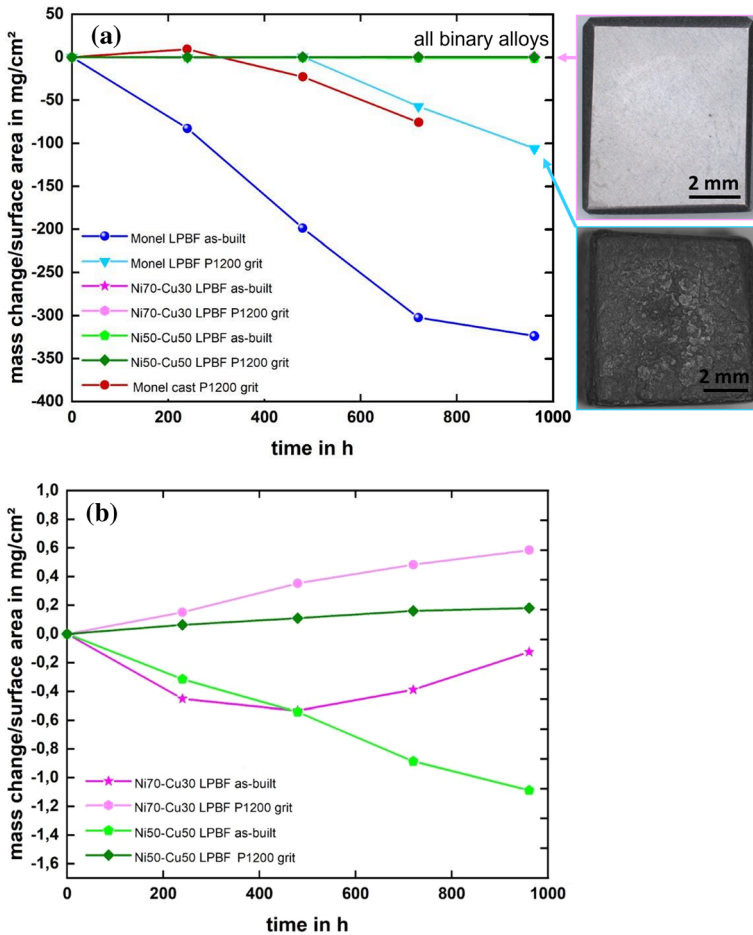 (a)
all binary alloys
50
0
-50
-100
-150
-200
-250
-300
-350
-400
mass change/surface area in mg/cm²
Monel LPBF as-built
Monel LPBF P1200 grit
Ni70-Cu30 LPBF as-built
Ni70-Cu30 LPBF P1200 grit
Ni50-Cu50 LPBF as-built
Ni50-Cu50 LPBF P1200 grit
Monel cast P1200 grit
0 200 400 600 800 1000
time in h
2 mm
2 mm
(b)
1,0
0,8
0,6
0,4
0,2
0,0
-0,2
-0,4
-0,6
-0,8
-1,0
-1,2
-1,4
-1,6
mass change/surface area in mg/cm²
Ni70-Cu30 LPBF as-built
Ni70-Cu30 LPBF P1200 grit
Ni50-Cu50 LPBF as-built
Ni50-Cu50 LPBF P1200 grit
0 200 400 600 800 1000
time in h